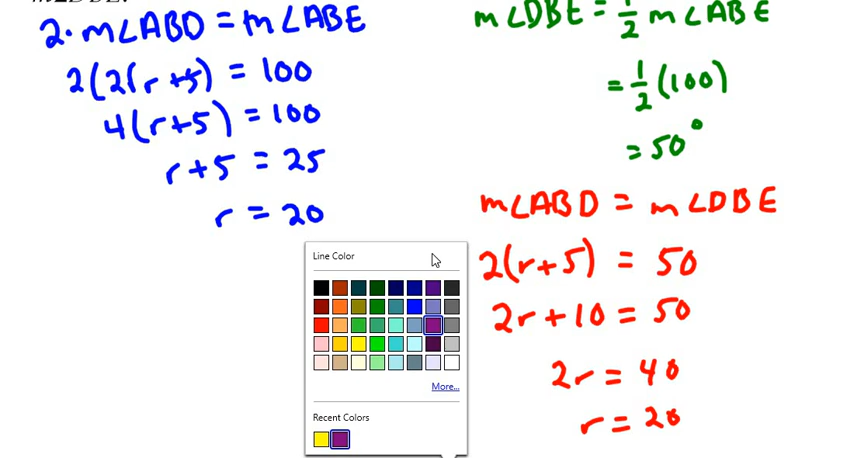 m∠DBE.
2 · m∠ABD = m∠ABE
2(2(r+5) = 100
4(r+5) = 100
r+5 = 25
r = 20
m∠DBE = 1/2 m∠ABE
= 1/2 (100)
= 50°
m∠ABD = m∠DBE
2(r+5) = 50
2r+10 = 50
2r = 40
r = 20
Line Color
More...
Recent Colors